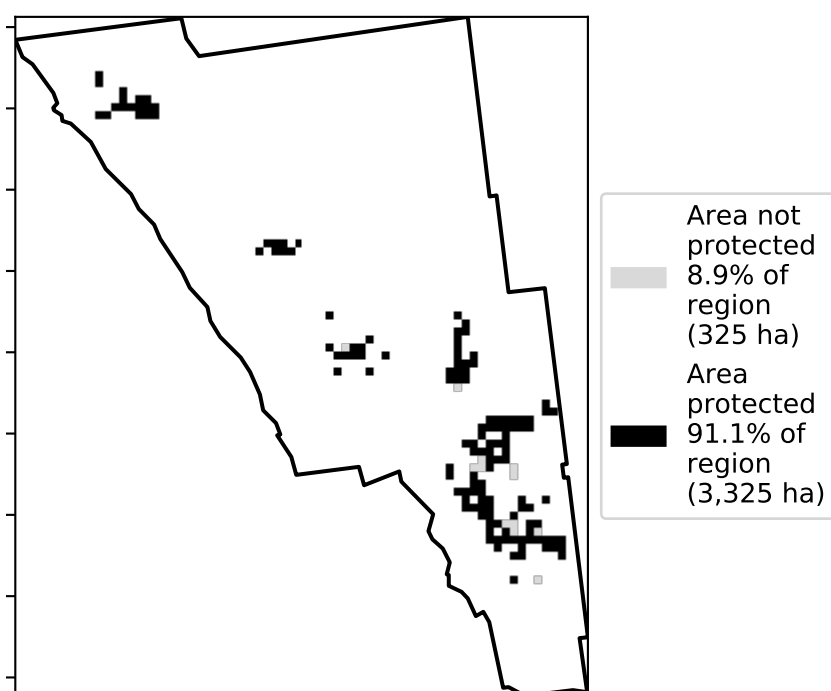 Area not
protected
8.9% of
region
(325 ha)
Area
protected
91.1% of
region
(3,325 ha)